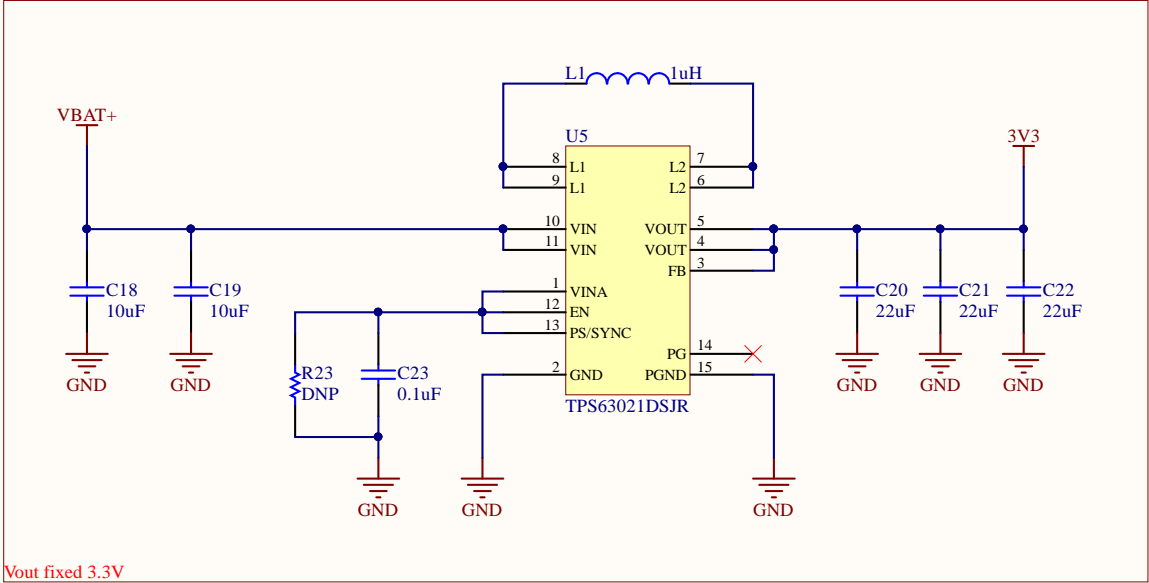 L1 1uH
VBAT+
U5
3V3
8 L1 L2 7
9 L1 L2 6
10 VIN VOUT 5
11 VIN VOUT 4
FB 3
C18
10uF
C19
10uF
1 VINA
12 EN
13 PS/SYNC
C20
22uF
C21
22uF
C22
22uF
PG 14
2 GND PGND 15
GND
GND
GND
GND
GND
R23
DNP
C23
0.1uF
TPS63021DSJR
GND
GND
GND
Vout fixed 3.3V